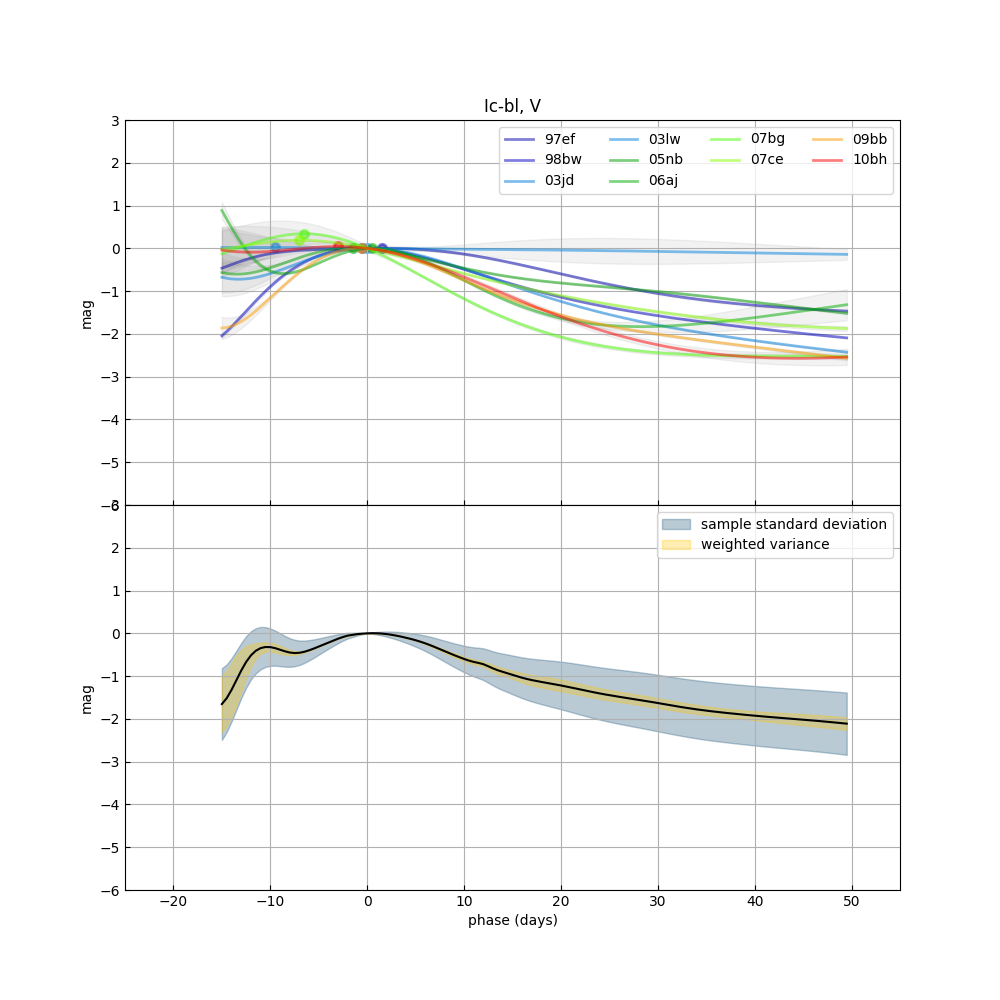 Ic-bl, V
97ef 03lw 07bg 09bb
98bw 05nb 07ce 10bh
03jd 06aj
3
2
1
0
−1
−2
−3
−4
−5
−6
mag
sample standard deviation
weighted variance
3
2
1
0
−1
−2
−3
−4
−5
−6
mag
−20 −10 0 10 20 30 40 50
phase (days)